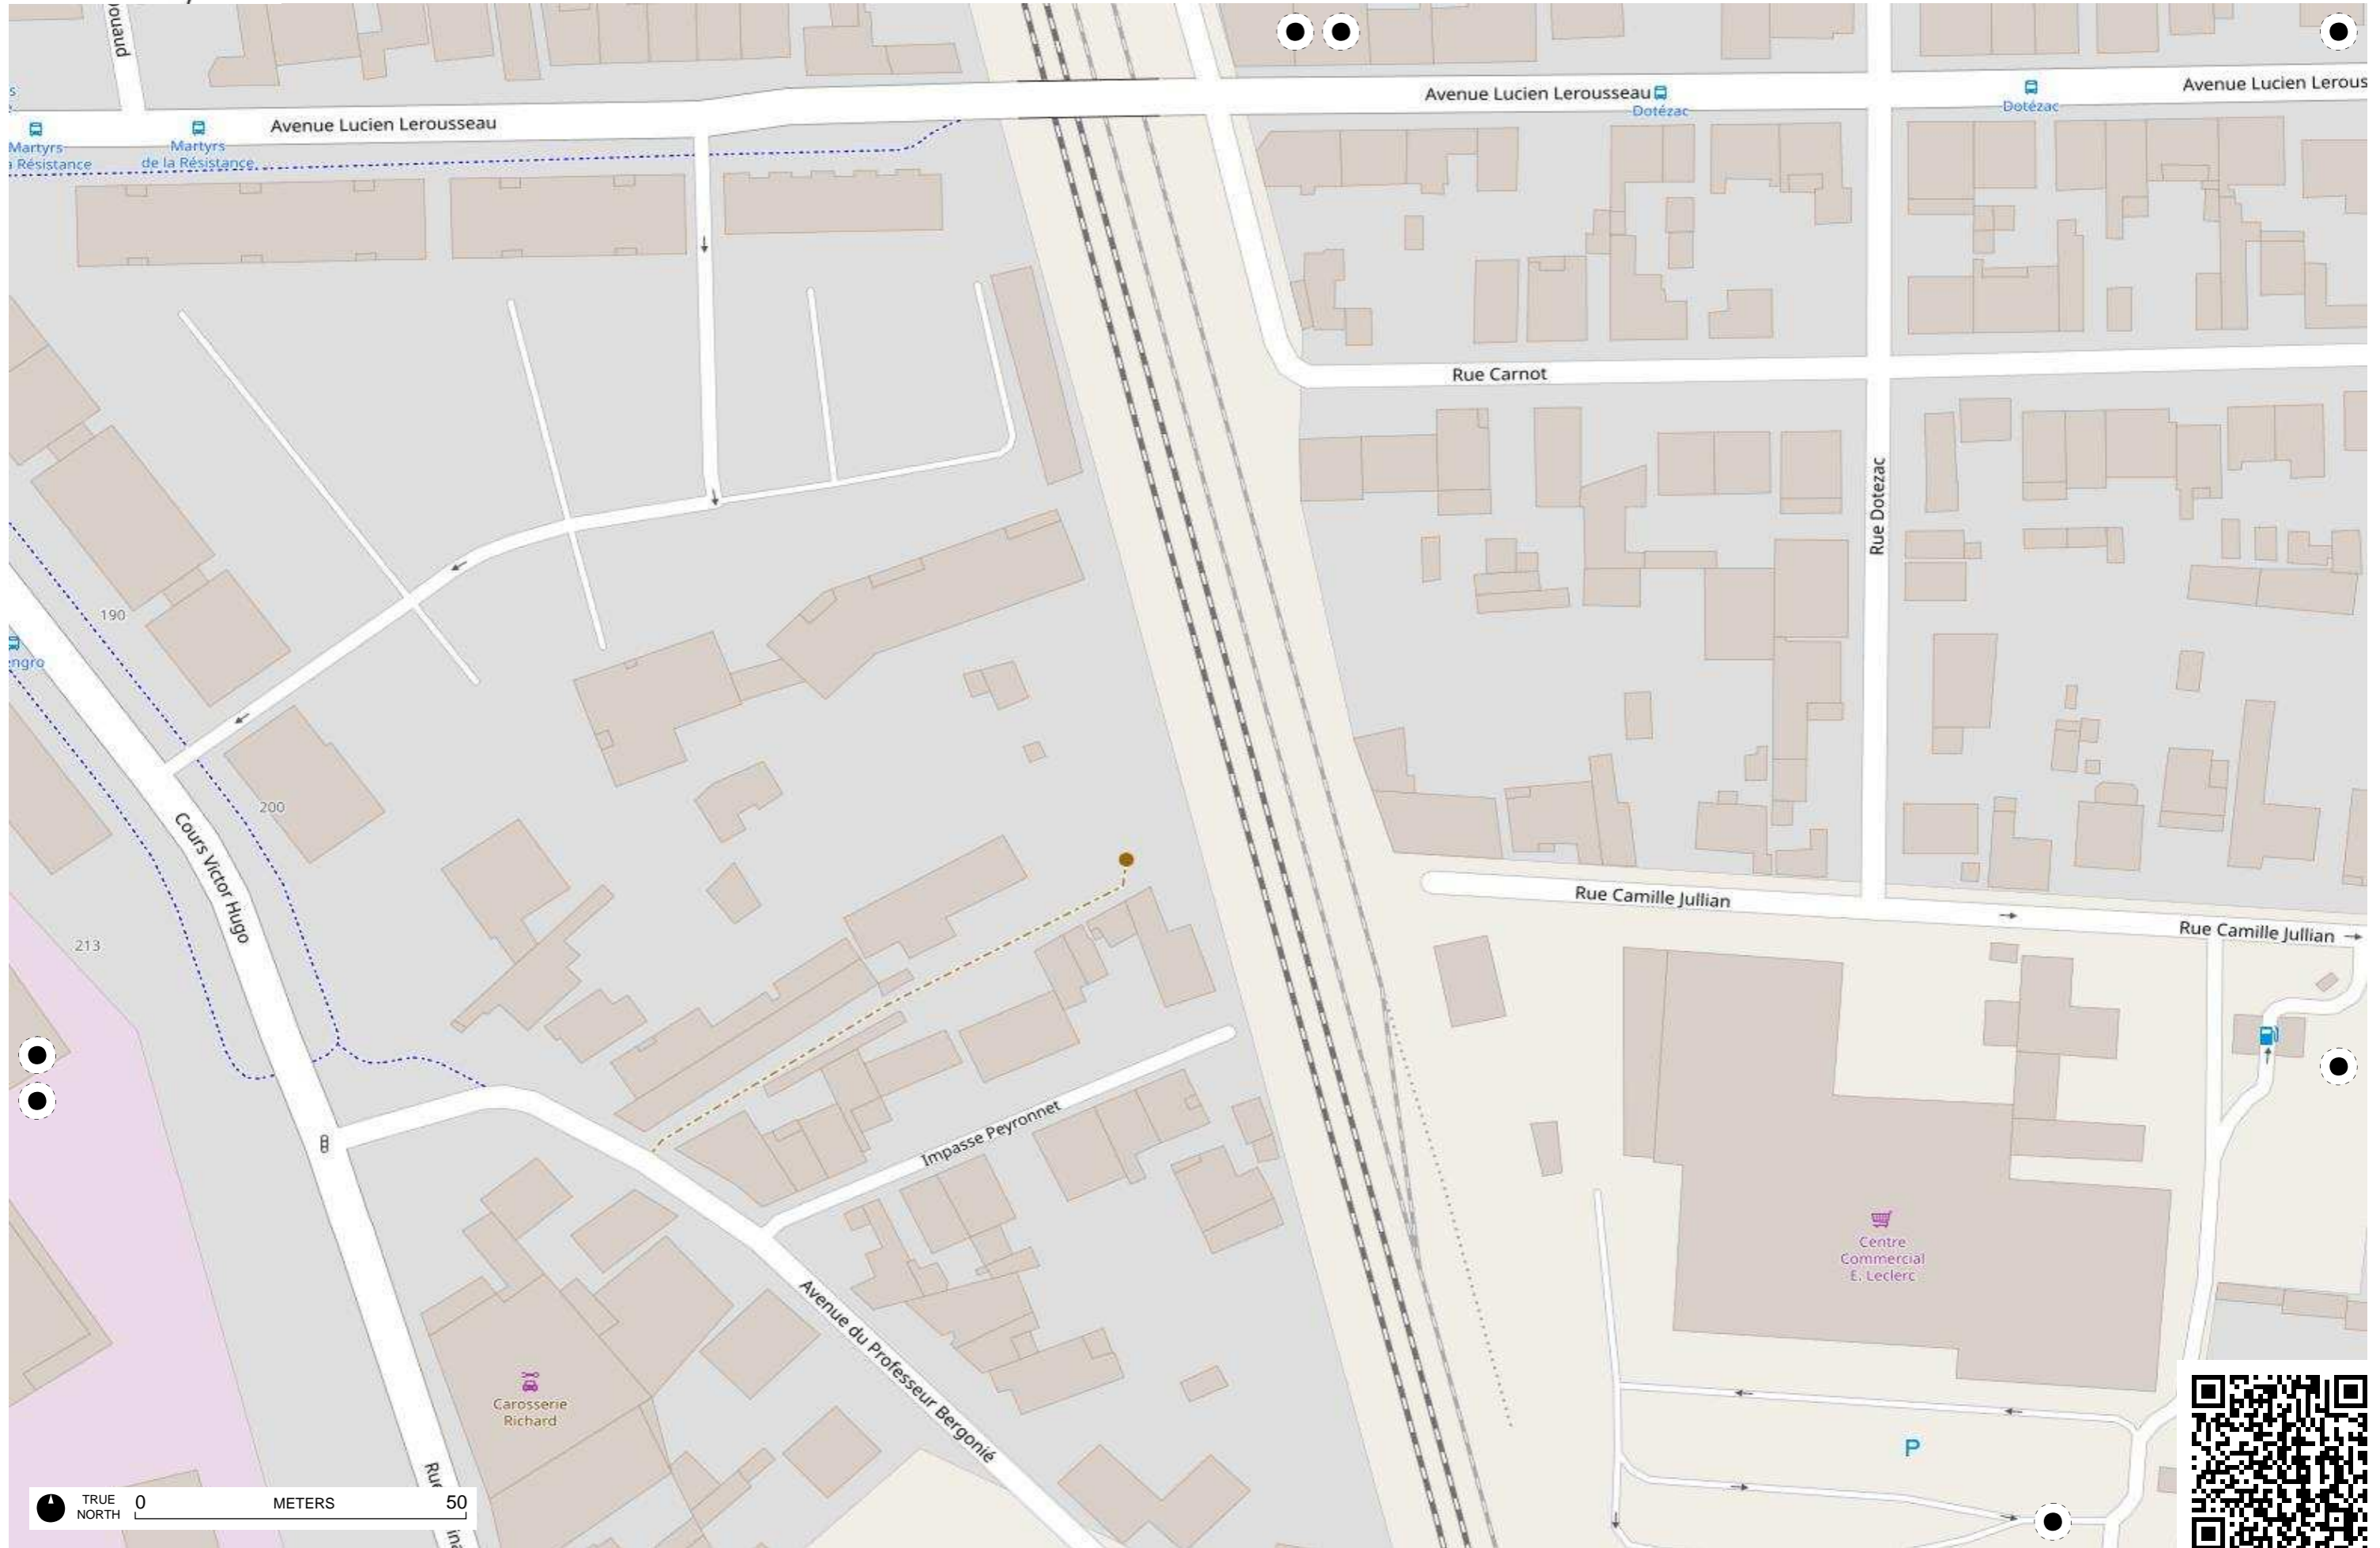 Avenue Lucien Lerousseau
Avenue Lucien Lerous
Avenue Lucien Lerousseau
Dotézac
Dotézac
Martyrs
a Résistance
Martyrs
de la Résistance
Rue Carnot
Rue Dotezac
190
engro
200
Cours Victor Hugo
Rue Camille Jullian
Rue Camille Jullian
213
Impasse Peyronnet
Centre
Commercial
E. Leclerc
Avenue du Professeur Bergonié
Carosserie
Richard
P
Rue
TRUE
NORTH
0 METERS 50